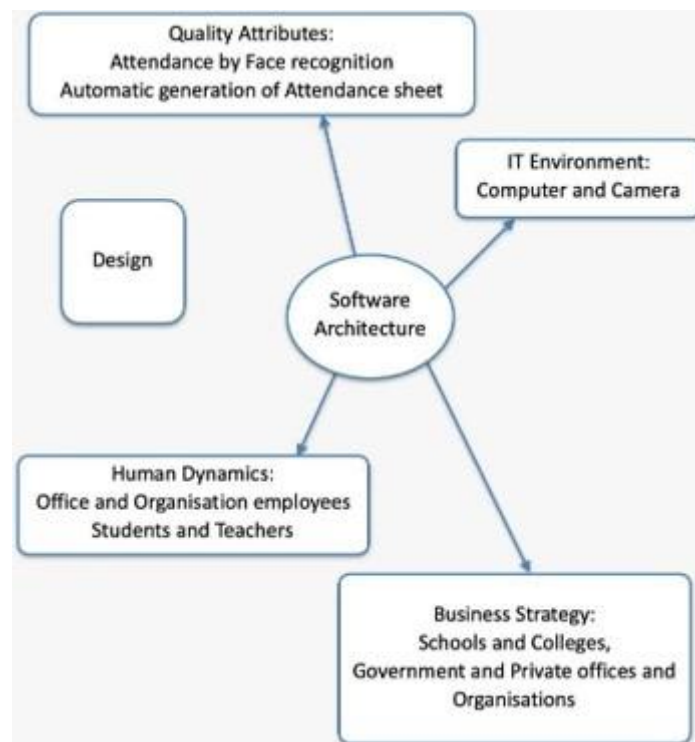 Quality Attributes:
Attendance by Face recognition
Automatic generation of Attendance sheet
IT Environment:
Computer and Camera
Design
Software
Architecture
Human Dynamics:
Office and Organisation employees
Students and Teachers
Business Strategy:
Schools and Colleges,
Government and Private offices and
Organisations